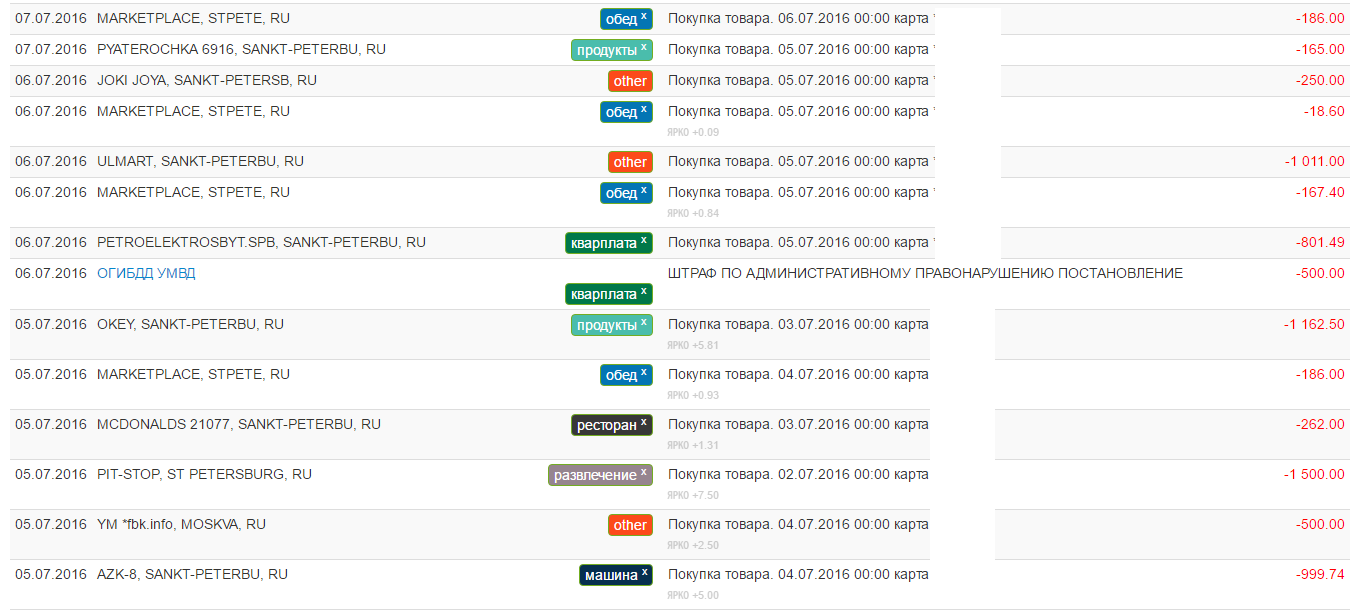 07.07.2016 MARKETPLACE, STPETE, RU обед x Покупка товара. 06.07.2016 00:00 карта * -186.00
07.07.2016 PYATEROCHKA 6916, SANKT-PETERBU, RU продукты x Покупка товара. 05.07.2016 00:00 карта * -165.00
06.07.2016 JOKI JOYA, SANKT-PETERSB, RU other Покупка товара. 05.07.2016 00:00 карта * -250.00
06.07.2016 MARKETPLACE, STPETE, RU обед x Покупка товара. 05.07.2016 00:00 карта * -18.60
ЯРКО +0.09
06.07.2016 ULMART, SANKT-PETERBU, RU other Покупка товара. 05.07.2016 00:00 карта * -1 011.00
06.07.2016 MARKETPLACE, STPETE, RU обед x Покупка товара. 05.07.2016 00:00 карта * -167.40
ЯРКО +0.84
06.07.2016 PETROELEKTROSBYT.SPB, SANKT-PETERBU, RU кварплата x Покупка товара. 05.07.2016 00:00 карта * -801.49
06.07.2016 ОГИБДД УМВД ШТРАФ ПО АДМИНИСТРАТИВНОМУ ПРАВОНАРУШЕНИЮ ПОСТАНОВЛЕНИЕ -500.00
кварплата x
05.07.2016 OKEY, SANKT-PETERBU, RU продукты x Покупка товара. 03.07.2016 00:00 карта -1 162.50
ЯРКО +5.81
05.07.2016 MARKETPLACE, STPETE, RU обед x Покупка товара. 04.07.2016 00:00 карта -186.00
ЯРКО +0.93
05.07.2016 MCDONALDS 21077, SANKT-PETERBU, RU ресторан x Покупка товара. 03.07.2016 00:00 карта -262.00
ЯРКО +1.31
05.07.2016 PIT-STOP, ST PETERSBURG, RU развлечение x Покупка товара. 02.07.2016 00:00 карта -1 500.00
ЯРКО +7.50
05.07.2016 YM *fbk.info, MOSKVA, RU other Покупка товара. 04.07.2016 00:00 карта -500.00
ЯРКО +2.50
05.07.2016 AZK-8, SANKT-PETERBU, RU машина x Покупка товара. 04.07.2016 00:00 карта -999.74
ЯРКО +5.00